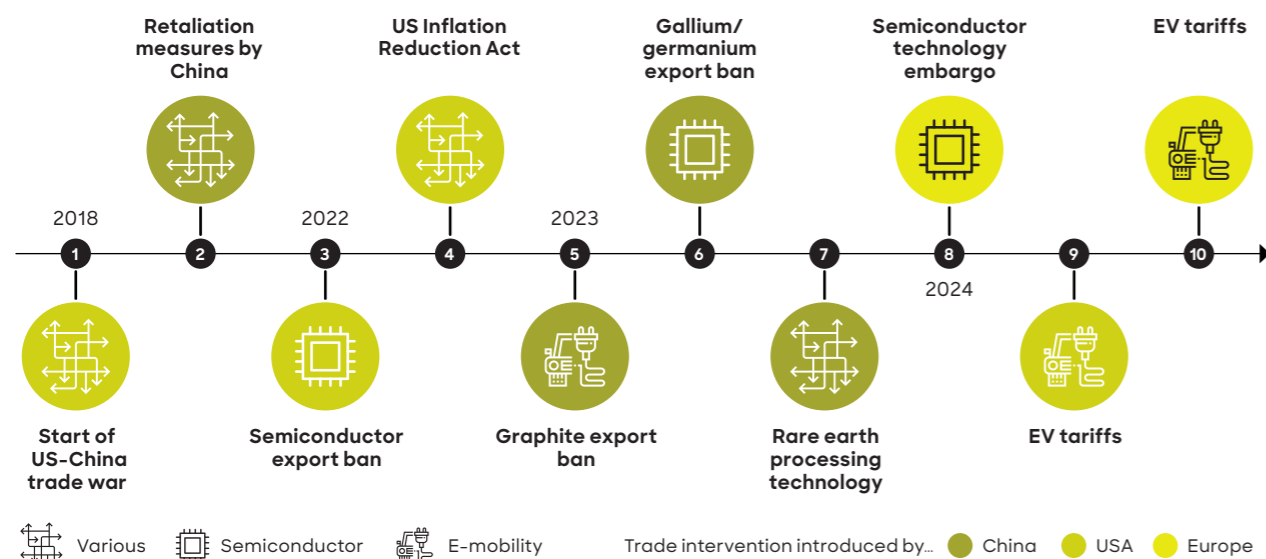 Retaliation
measures by
China
US Inflation
Reduction Act
Gallium/
germanium
export ban
Semiconductor
technology
embargo
EV tariffs
2018
2022
2023
1
2
3
4
5
6
7
8
9
10
2024
Start of
US-China
trade war
Semiconductor
export ban
Graphite export
ban
Rare earth
processing
technology
EV tariffs
Various
Semiconductor
E-mobility
Trade intervention introduced by...
China
USA
Europe